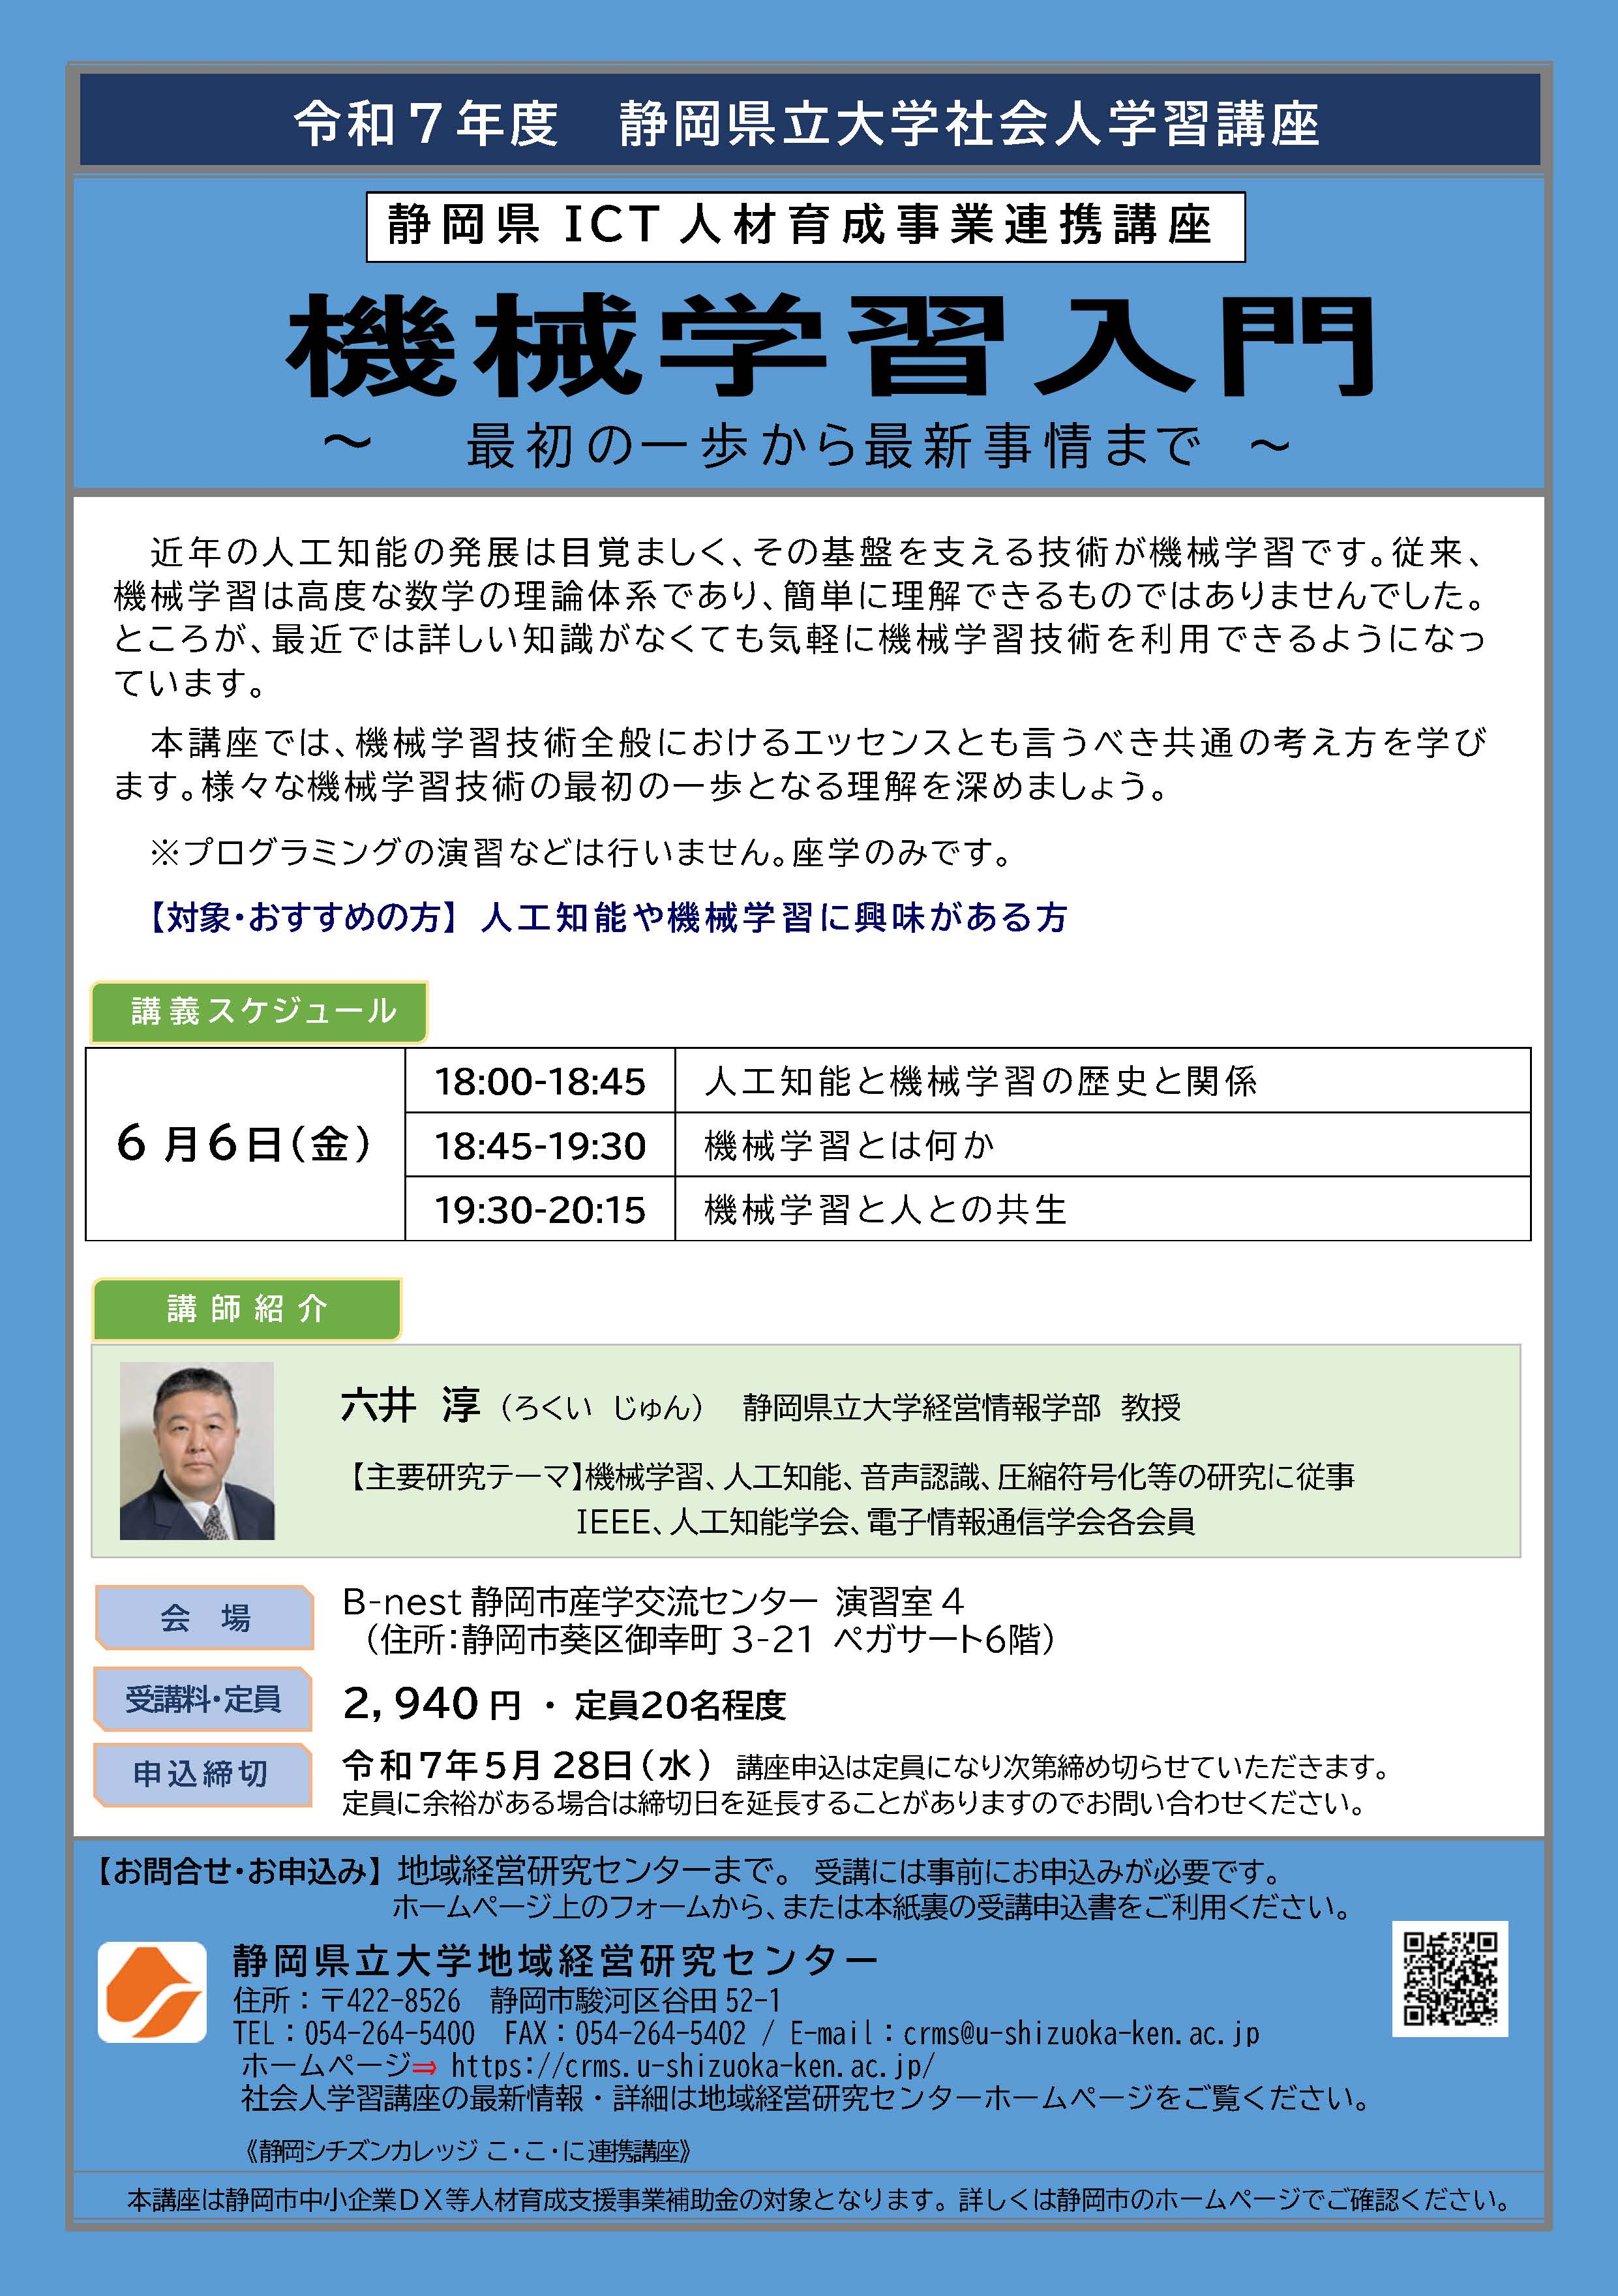 令和７年度　静岡県立大学社会人学習講座
静岡県 ICT 人材育成事業連携講座
機械学習入門
～　最初の一歩から最新事情まで　～
近年の人工知能の発展は目覚ましく、その基盤を支える技術が機械学習です。従来、
機械学習は高度な数学の理論体系であり、簡単に理解できるものではありませんでした。
ところが、最近では詳しい知識がなくても気軽に機械学習技術を利用できるようになっ
ています。
本講座では、機械学習技術全般におけるエッセンスとも言うべき共通の考え方を学び
ます。様々な機械学習技術の最初の一歩となる理解を深めましょう。
※プログラミングの演習などは行いません。座学のみです。
【対象・おすすめの方】 人工知能や機械学習に興味がある方
講義スケジュール
6 月6日（金）
18:00-18:45 人工知能と機械学習の歴史と関係
18:45-19:30 機械学習とは何か
19:30-20:15 機械学習と人との共生
講師紹介
六井　淳（ろくい　じゅん）　静岡県立大学経営情報学部　教授
【主要研究テーマ】機械学習、人工知能、音声認識、圧縮符号化等の研究に従事
IEEE、人工知能学会、電子情報通信学会各会員
会　場
B-nest 静岡市産学交流センター 演習室 4
（住所：静岡市葵区御幸町 3-21 ペガサート6階）
受講料・定員
2，940 円 ・ 定員20名程度
申込締切
令和7年5月 28日（水） 講座申込は定員になり次第締め切らせていただきます。
定員に余裕がある場合は締切日を延長することがありますのでお問い合わせください。
【お問合せ・お申込み】 地域経営研究センターまで。 受講には事前にお申込みが必要です。
ホームページ上のフォームから、または本紙裏の受講申込書をご利用ください。
静岡県立大学地域経営研究センター
住所：〒422-8526　静岡市駿河区谷田 52-1
TEL：054-264-5400　FAX：054-264-5402 / E-mail：crms@u-shizuoka-ken.ac.jp
ホームページ⇒ https://crms.u-shizuoka-ken.ac.jp/
社会人学習講座の最新情報・詳細は地域経営研究センターホームページをご覧ください。
《静岡シチズンカレッジ こ・こ・に連携講座》
本講座は静岡市中小企業ＤＸ等人材育成支援事業補助金の対象となります。詳しくは静岡市のホームページでご確認ください。